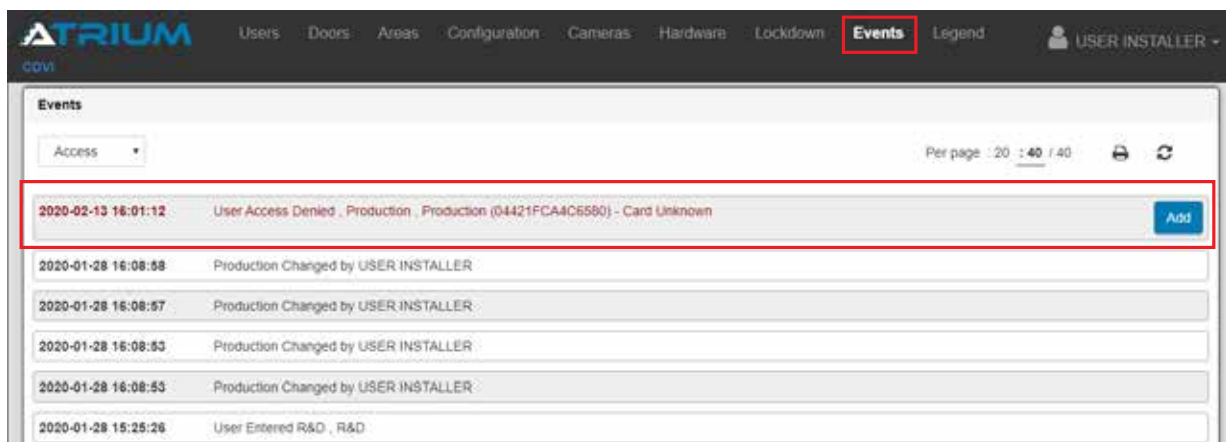 ATRIUM Users Doors Areas Configuration Cameras Hardware Lockdown Events Legend USER INSTALLER
CDVI
Events
Access Per page : 20 : 40 / 40
2020-02-13 16:01:12 User Access Denied , Production , Production (04421FCA4C6580) - Card Unknown Add
2020-01-28 16:08:58 Production Changed by USER INSTALLER
2020-01-28 16:08:57 Production Changed by USER INSTALLER
2020-01-28 16:08:53 Production Changed by USER INSTALLER
2020-01-28 16:08:53 Production Changed by USER INSTALLER
2020-01-28 15:25:26 User Entered R&D , R&D